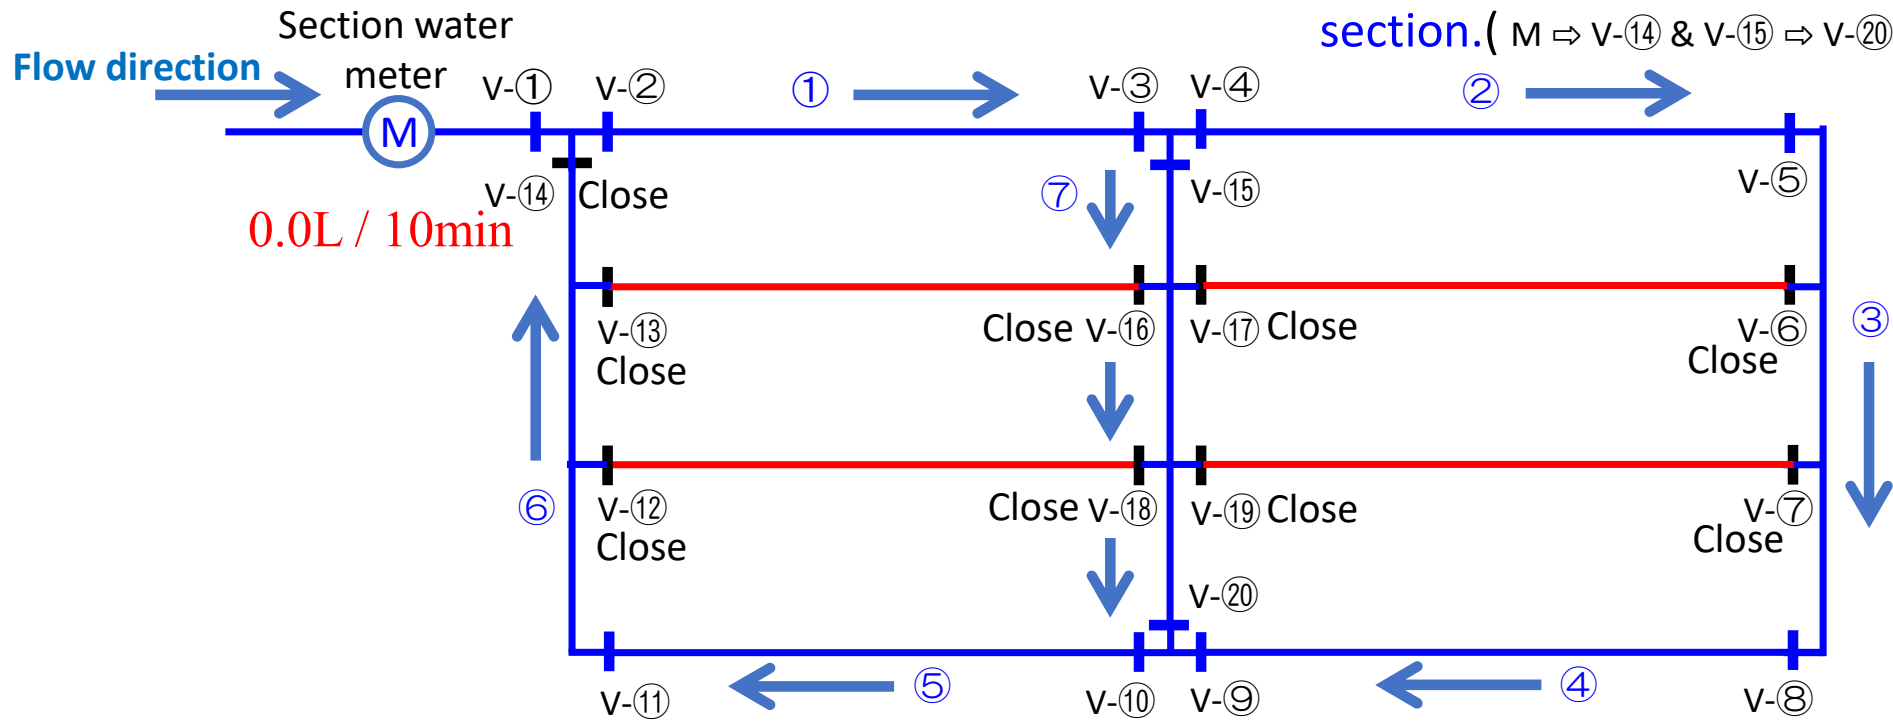 Section water
meter
section.( M ⇨ V-⑭ & V-⑮ ⇨ V-⑳
Flow direction
V-① V-② ① V-③ V-④ ②
M
V-⑭ Close ⑦ V-⑮ V-⑤
0.0L / 10min
V-⑬ Close V-⑯ V-⑰ Close V-⑥ ③
Close Close
⑥ V-⑫ Close V-⑱ V-⑲ Close V-⑦
Close Close
V-⑳
V-⑪ ⑤ V-⑩ V-⑨ ④ V-⑧